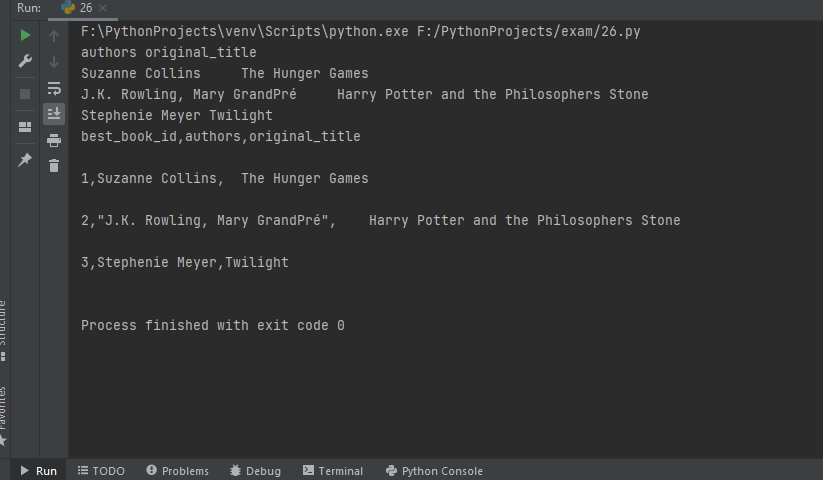 Run: 26
F:\PythonProjects\venv\Scripts\python.exe F:/PythonProjects/exam/26.py
authors original_title
Suzanne Collins     The Hunger Games
J.K. Rowling, Mary GrandPré     Harry Potter and the Philosophers Stone
Stephenie Meyer Twilight
best_book_id,authors,original_title
1,Suzanne Collins,  The Hunger Games
2,"J.K. Rowling, Mary GrandPré",    Harry Potter and the Philosophers Stone
3,Stephenie Meyer,Twilight
Process finished with exit code 0
Structure
Favorites
Run TODO Problems Debug Terminal Python Console